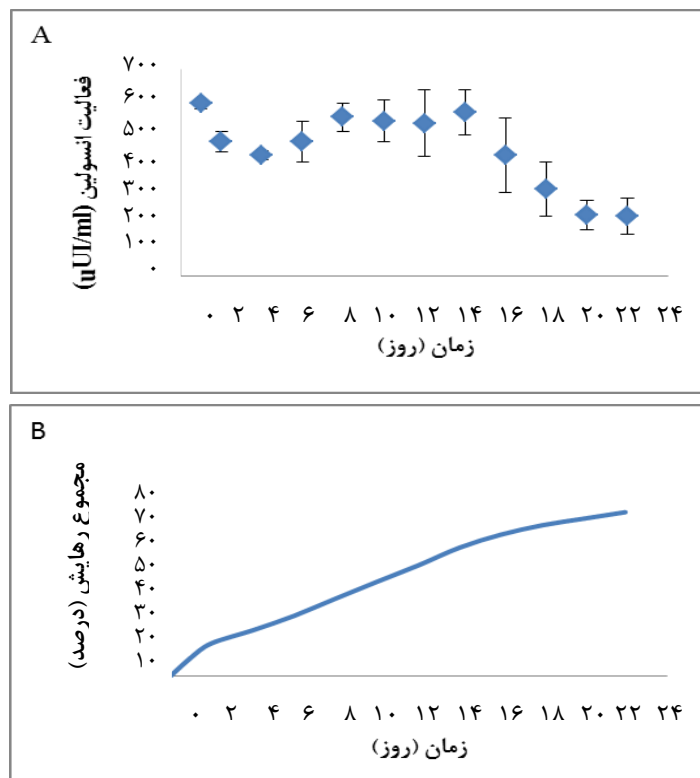 A
فعالیت انسولین (µUI/ml)
۷۰۰
۶۰۰
۵۰۰
۴۰۰
۳۰۰
۲۰۰
۱۰۰
۰
۰ ۲ ۴ ۶ ۸ ۱۰ ۱۲ ۱۴ ۱۶ ۱۸ ۲۰ ۲۲ ۲۴
زمان (روز)
B
مجموع رهایش (درصد)
۸۰
۷۰
۶۰
۵۰
۴۰
۳۰
۲۰
۱۰
۰ ۲ ۴ ۶ ۸ ۱۰ ۱۲ ۱۴ ۱۶ ۱۸ ۲۰ ۲۲ ۲۴
زمان (روز)